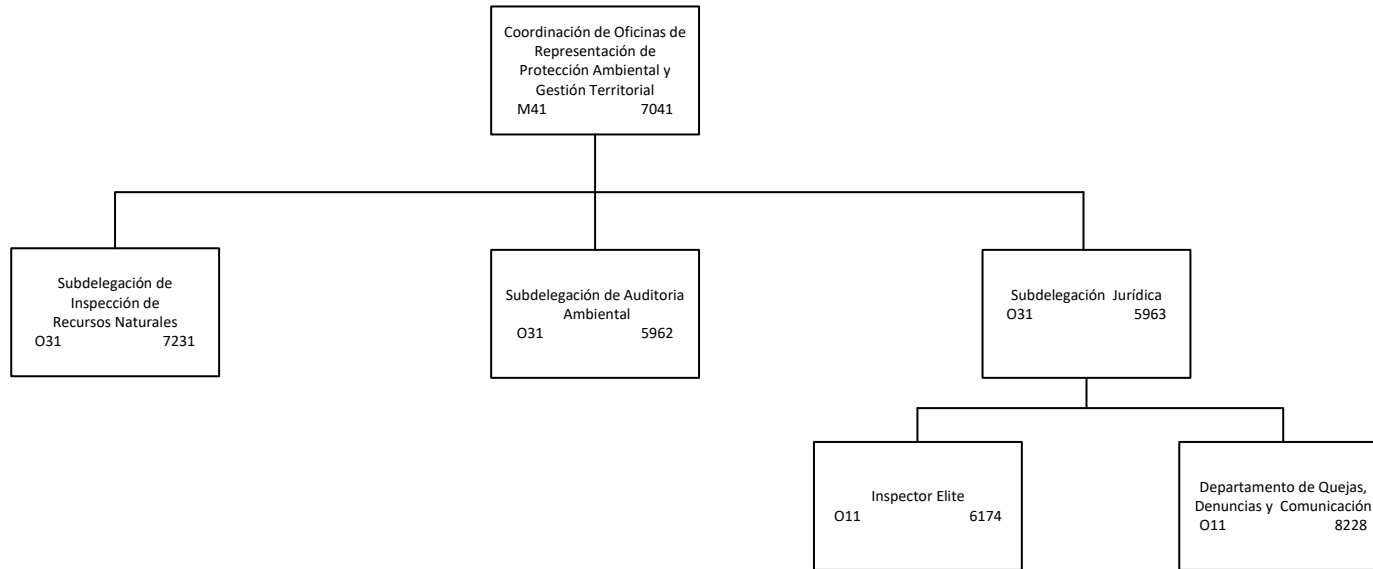 Coordinación de Oficinas de
Representación de
Protección Ambiental y
Gestión Territorial
M41 7041
Subdelegación de
Inspección de
Recursos Naturales
O31 7231
Subdelegación de Auditoria
Ambiental
O31 5962
Subdelegación Jurídica
O31 5963
Inspector Elite
O11 6174
Departamento de Quejas,
Denuncias y Comunicación
O11 8228